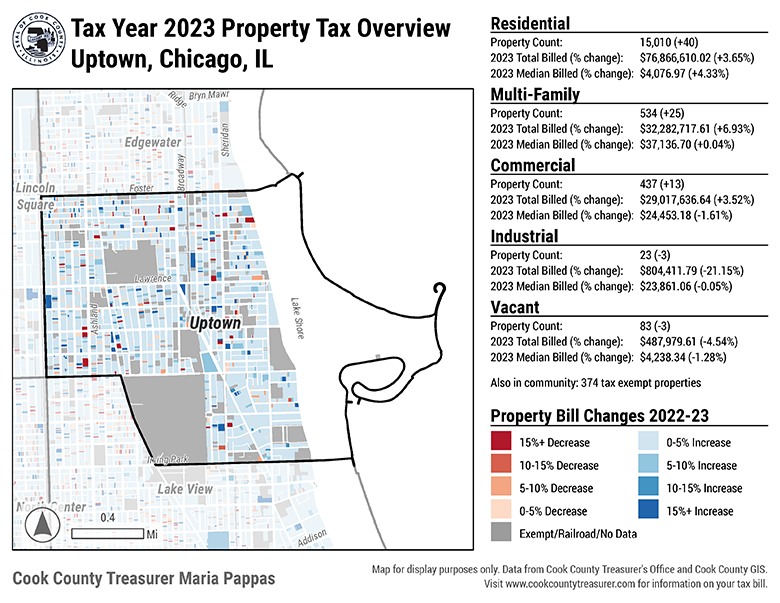 Tax Year 2023 Property Tax Overview
Uptown, Chicago, IL
SEAL OF COOK COUNTY
ILLINOIS
Ridge
Bryn Mawr
Edgewater
Sheridan
Broadway
Lincoln
Square
Foster
Lawrence
Ashland
Uptown
Lake Shore
Irving Park
Lake View
North Center
Addison
0.4
Mi
Residential
Property Count: 15,010 (+40)
2023 Total Billed (% change): $76,866,610.02 (+3.65%)
2023 Median Billed (% change): $4,076.97 (+4.33%)
Multi-Family
Property Count: 534 (+25)
2023 Total Billed (% change): $32,282,717.61 (+6.93%)
2023 Median Billed (% change): $37,136.70 (+0.04%)
Commercial
Property Count: 437 (+13)
2023 Total Billed (% change): $29,017,636.64 (+3.52%)
2023 Median Billed (% change): $24,453.18 (-1.61%)
Industrial
Property Count: 23 (-3)
2023 Total Billed (% change): $804,411.79 (-21.15%)
2023 Median Billed (% change): $23,861.06 (-0.05%)
Vacant
Property Count: 83 (-3)
2023 Total Billed (% change): $487,979.61 (-4.54%)
2023 Median Billed (% change): $4,238.34 (-1.28%)
Also in community: 374 tax exempt properties
Property Bill Changes 2022-23
15%+ Decrease
10-15% Decrease
5-10% Decrease
0-5% Decrease
0-5% Increase
5-10% Increase
10-15% Increase
15%+ Increase
Exempt/Railroad/No Data
Cook County Treasurer Maria Pappas
Map for display purposes only. Data from Cook County Treasurer's Office and Cook County GIS.
Visit www.cookcountytreasurer.com for information on your tax bill.